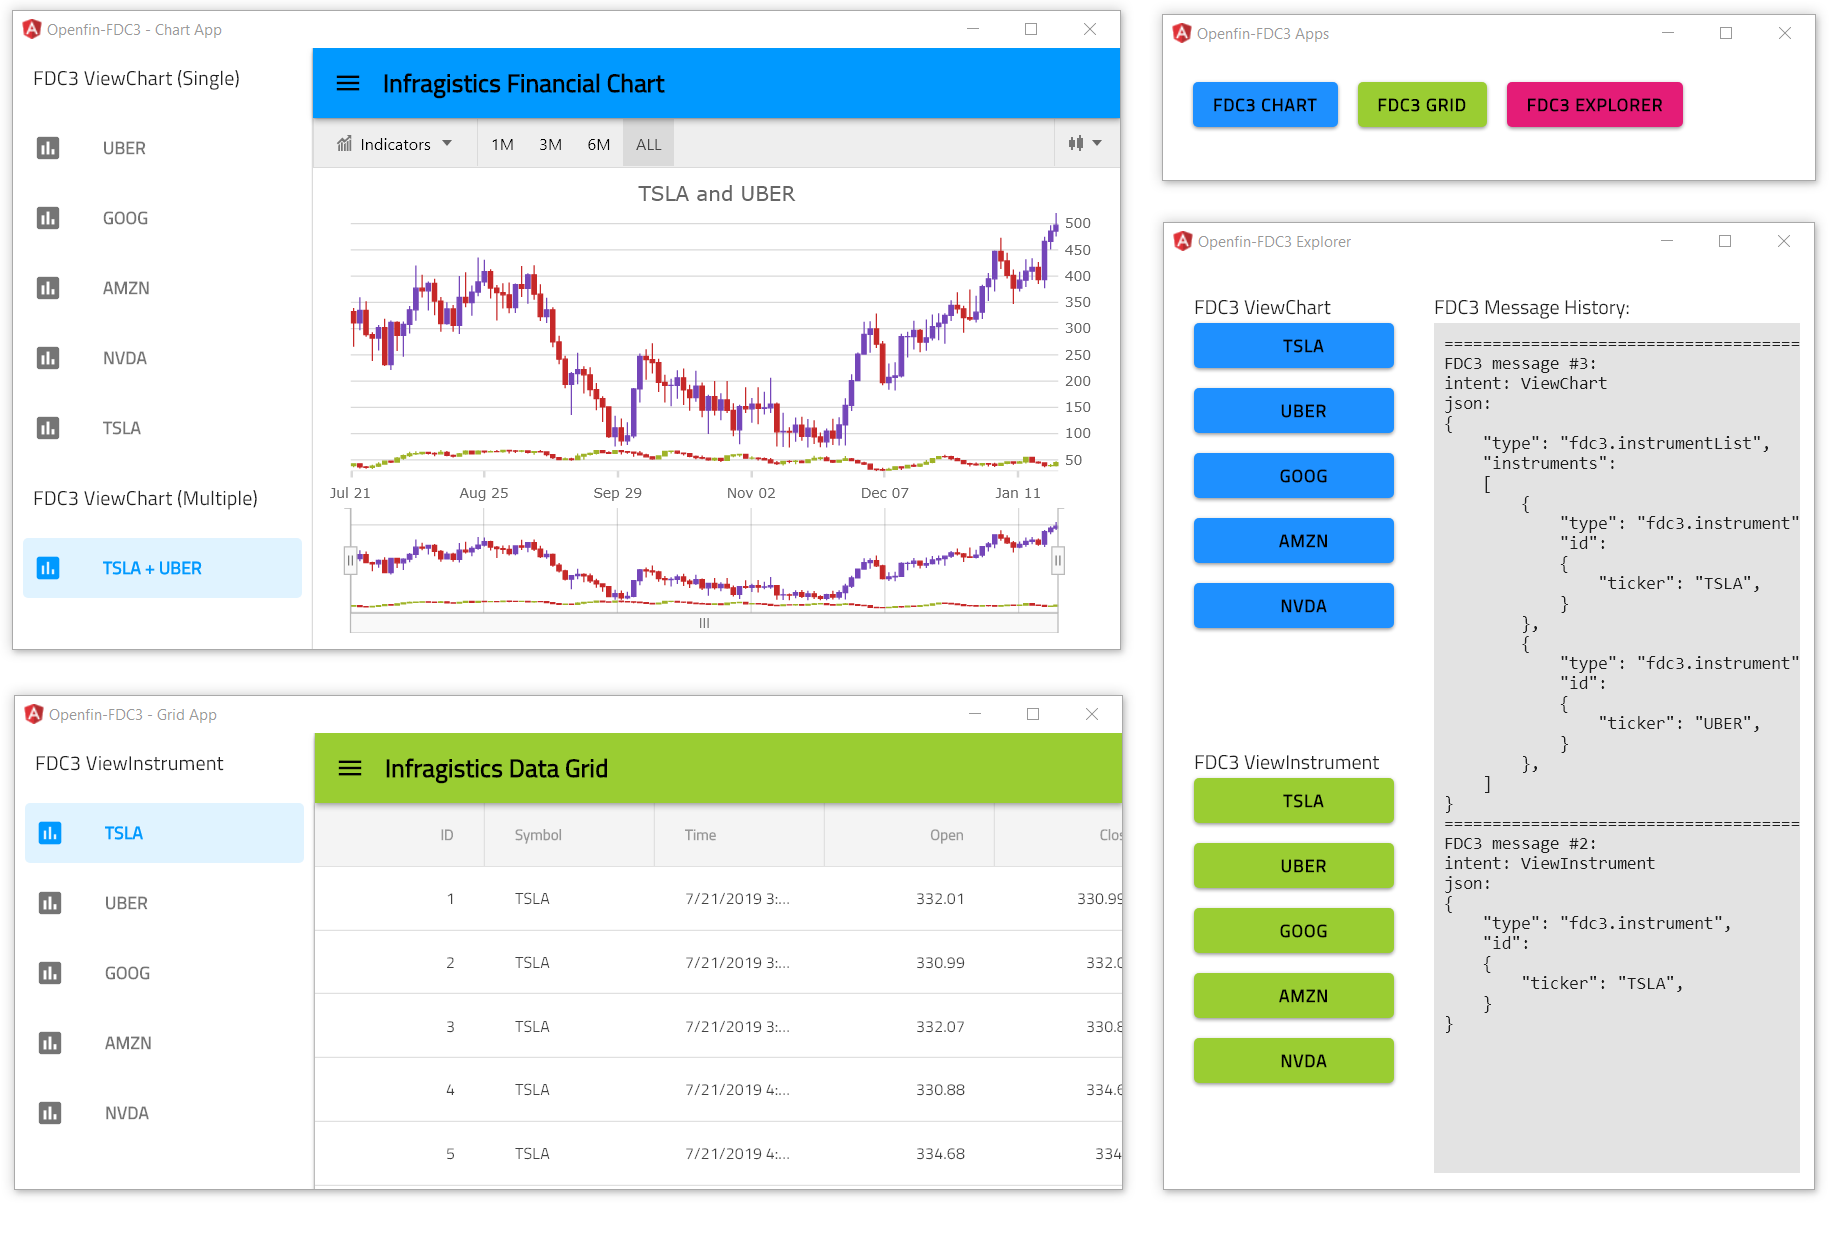 Openfin-FDC3 - Chart App
FDC3 ViewChart (Single)
UBER
GOOG
AMZN
NVDA
TSLA
FDC3 ViewChart (Multiple)
TSLA + UBER
Infragistics Financial Chart
Indicators 1M 3M 6M ALL
TSLA and UBER
500
450
400
350
300
250
200
150
100
50
Jul 21 Aug 25 Sep 29 Nov 02 Dec 07 Jan 11
Openfin-FDC3 Apps
FDC3 CHART FDC3 GRID FDC3 EXPLORER
Openfin-FDC3 - Grid App
FDC3 ViewInstrument
TSLA
UBER
GOOG
AMZN
NVDA
Infragistics Data Grid
ID Symbol Time Open Clos
1 TSLA 7/21/2019 3:... 332.01 330.99
2 TSLA 7/21/2019 3:... 330.99 332.0
3 TSLA 7/21/2019 3:... 332.07 330.8
4 TSLA 7/21/2019 4:... 330.88 334.6
5 TSLA 7/21/2019 4:... 334.68 334
Openfin-FDC3 Explorer
FDC3 ViewChart
TSLA
UBER
GOOG
AMZN
NVDA
FDC3 ViewInstrument
TSLA
UBER
GOOG
AMZN
NVDA
FDC3 Message History:
=====================================
FDC3 message #3:
intent: ViewChart
json:
{
"type": "fdc3.instrumentList",
"instruments":
[
{
"type": "fdc3.instrument"
"id":
{
"ticker": "TSLA",
}
},
{
"type": "fdc3.instrument"
"id":
{
"ticker": "UBER",
}
},
]
}
=====================================
FDC3 message #2:
intent: ViewInstrument
json:
{
"type": "fdc3.instrument",
"id":
{
"ticker": "TSLA",
}
}